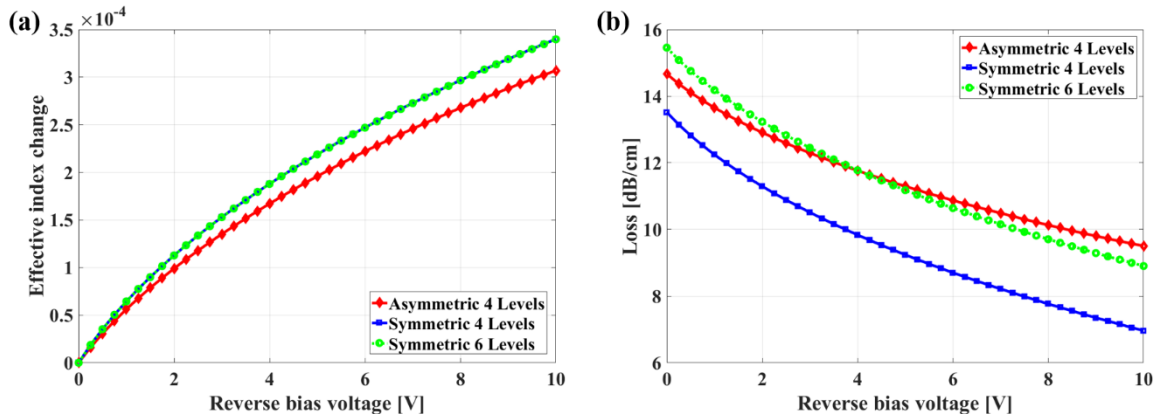 (a)
×10⁻⁴
3.5
3
2.5
2
1.5
1
0.5
0
Effective index change
0 2 4 6 8 10
Reverse bias voltage [V]
Asymmetric 4 Levels
Symmetric 4 Levels
Symmetric 6 Levels
(b)
16
14
12
10
8
6
Loss [dB/cm]
0 2 4 6 8 10
Reverse bias voltage [V]
Asymmetric 4 Levels
Symmetric 4 Levels
Symmetric 6 Levels